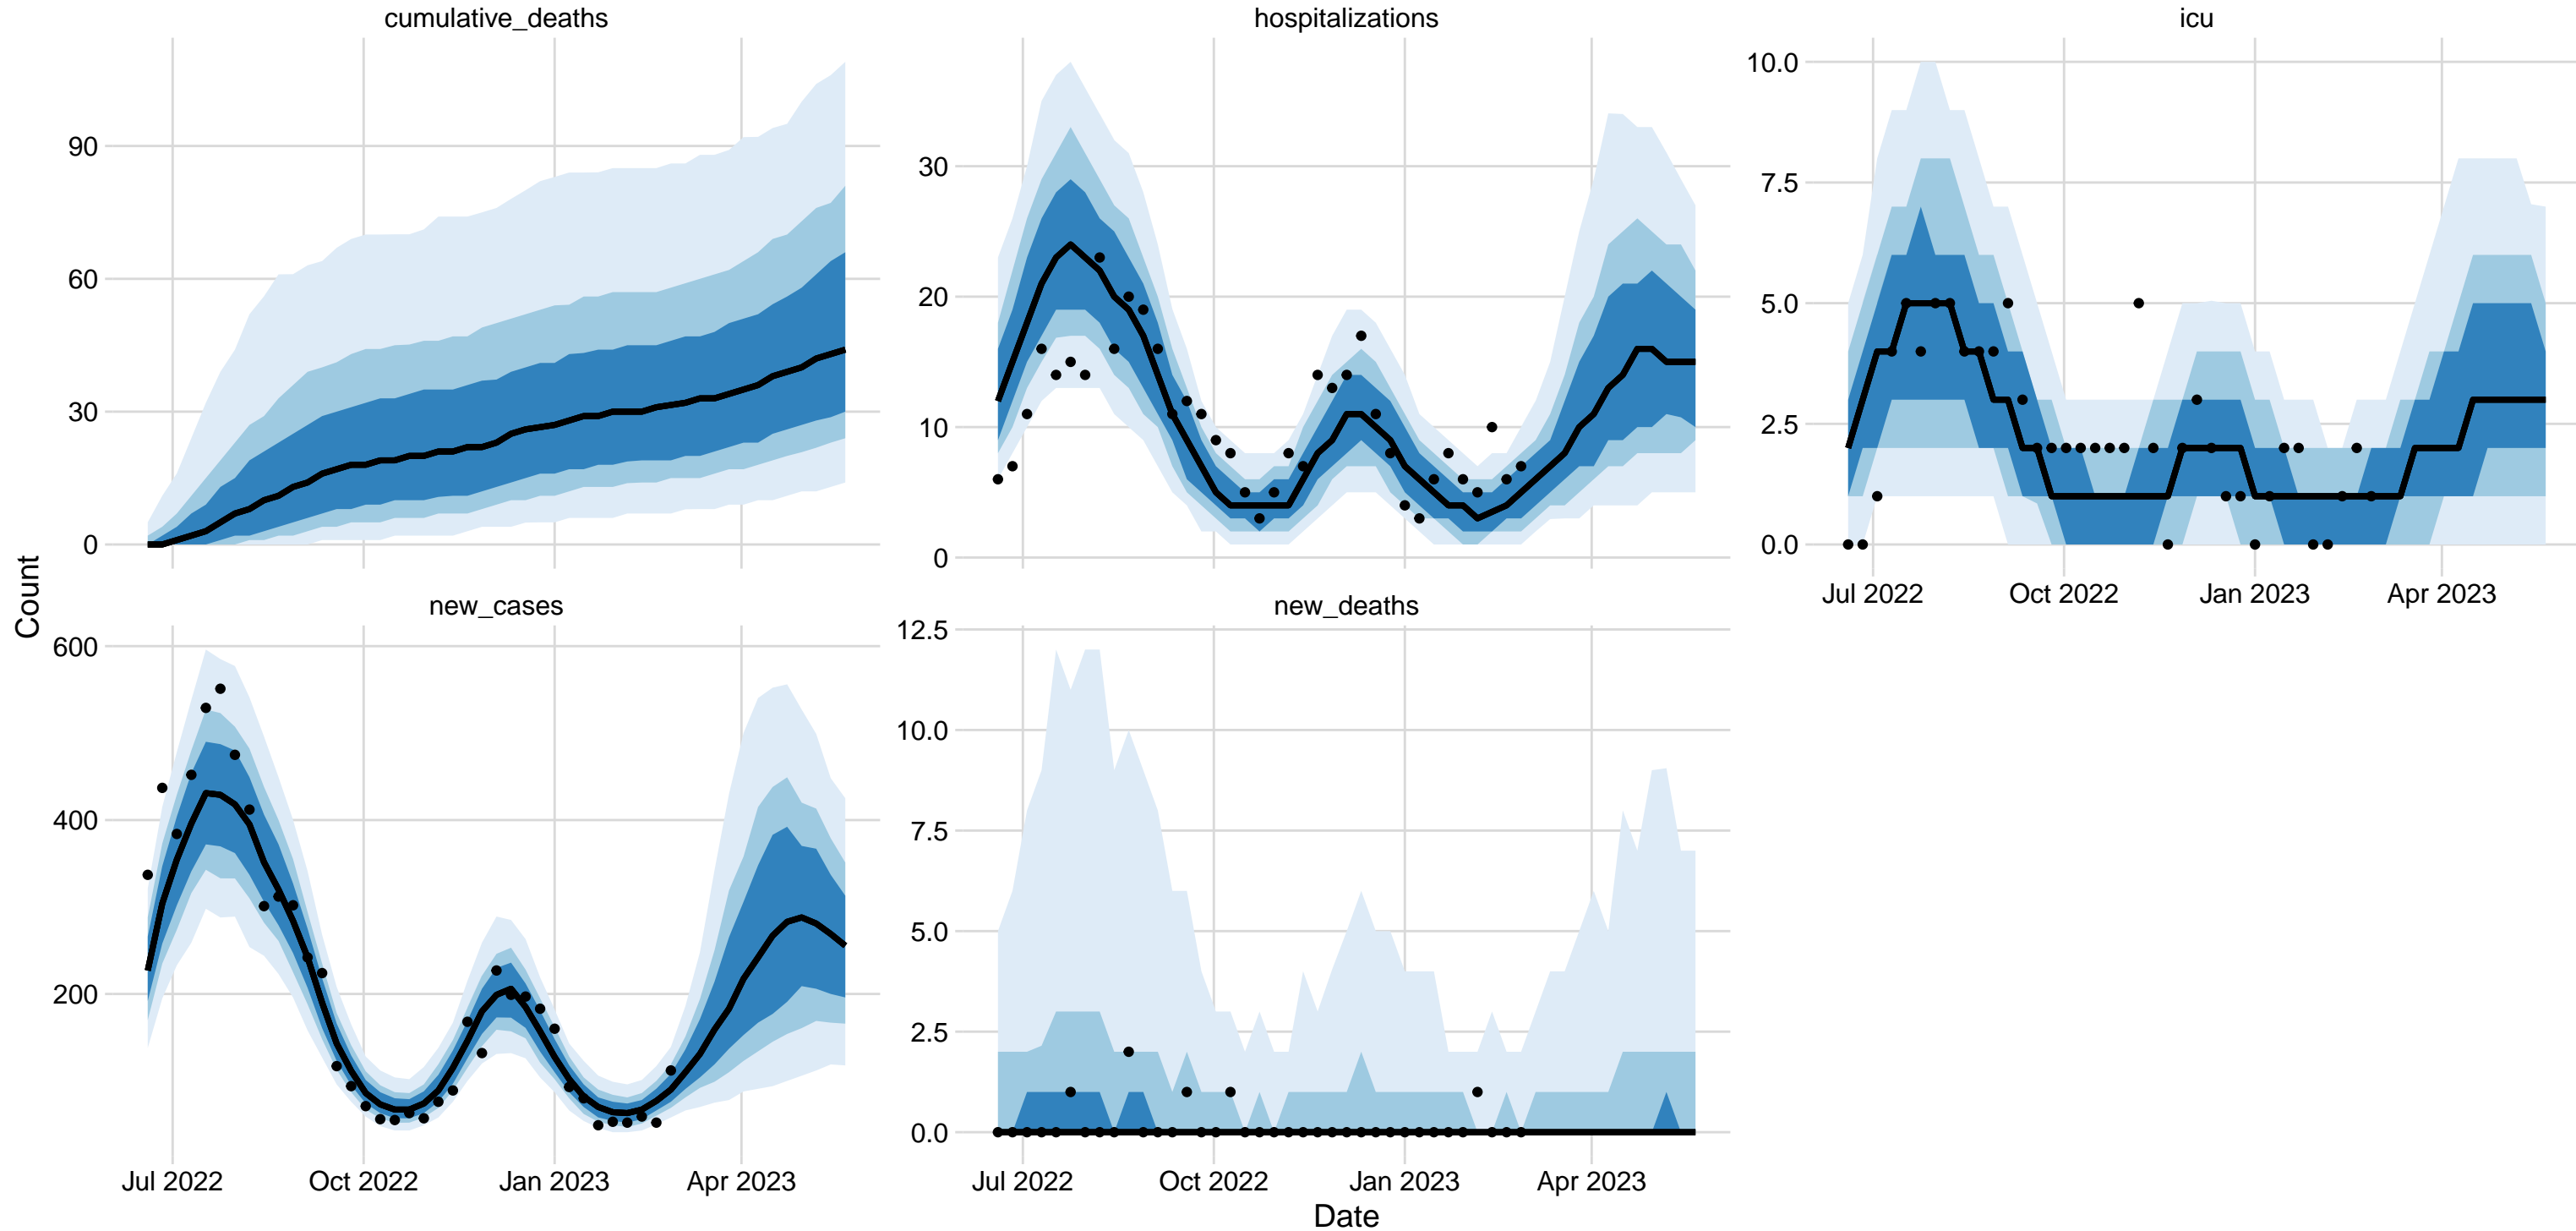 cumulative_deaths
hospitalizations
icu
90
60
30
0
30
20
10
0
10.0
7.5
5.0
2.5
0.0
Jul 2022
Oct 2022
Jan 2023
Apr 2023
Count
new_cases
new_deaths
600
400
200
12.5
10.0
7.5
5.0
2.5
0.0
Jul 2022
Oct 2022
Jan 2023
Apr 2023
Jul 2022
Oct 2022
Jan 2023
Apr 2023
Date